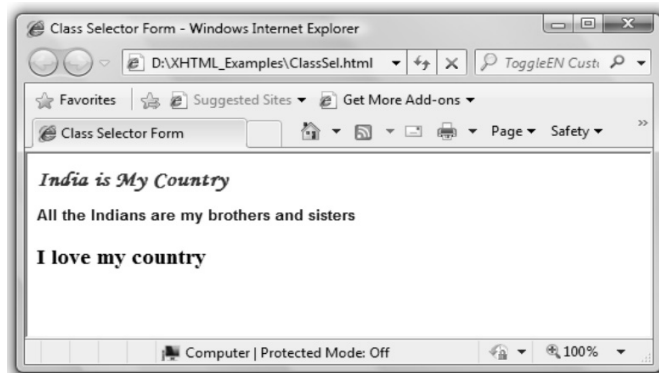 Class Selector Form - Windows Internet Explorer
D:\XHTML_Examples\ClassSel.html
ToggleEN Cust
Favorites Suggested Sites Get More Add-ons
Class Selector Form Page Safety »
India is My Country
All the Indians are my brothers and sisters
I love my country
Computer | Protected Mode: Off 100%